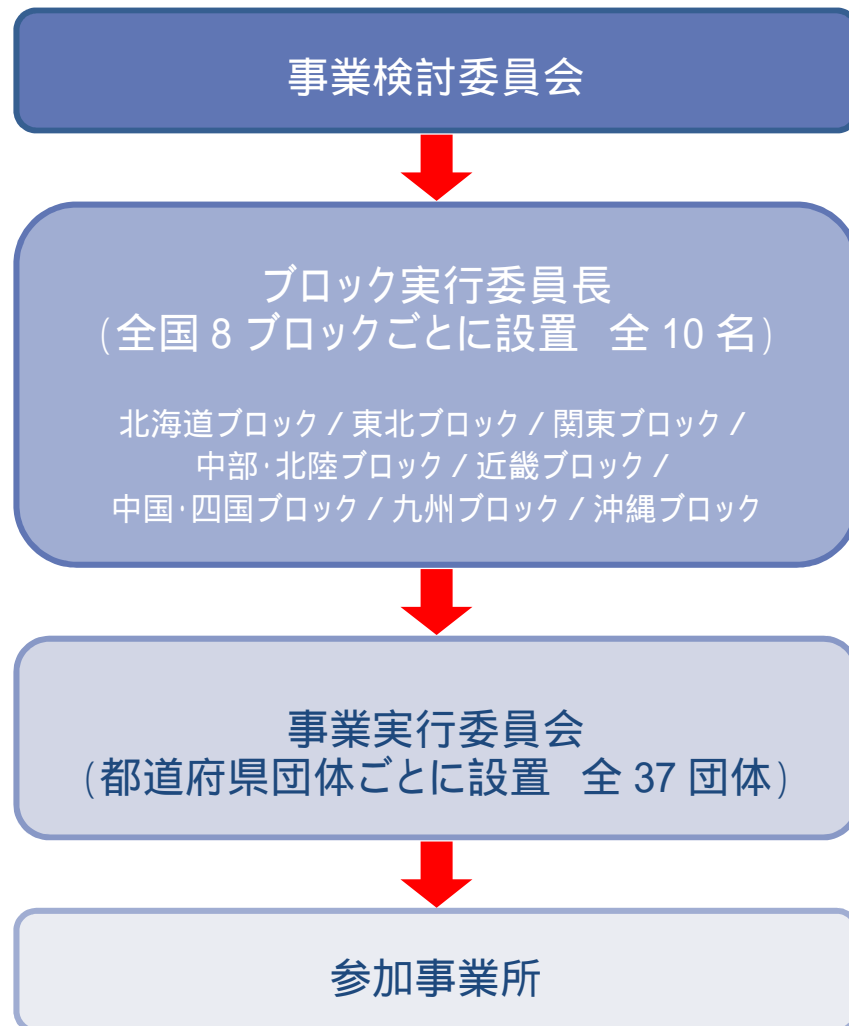 事業検討委員会
ブロック実行委員長
(全国 8 ブロックごとに設置　全 10 名)
北海道ブロック / 東北ブロック / 関東ブロック /
中部･北陸ブロック / 近畿ブロック /
中国･四国ブロック / 九州ブロック / 沖縄ブロック
事業実行委員会
(都道府県団体ごとに設置　全 37 団体)
参加事業所